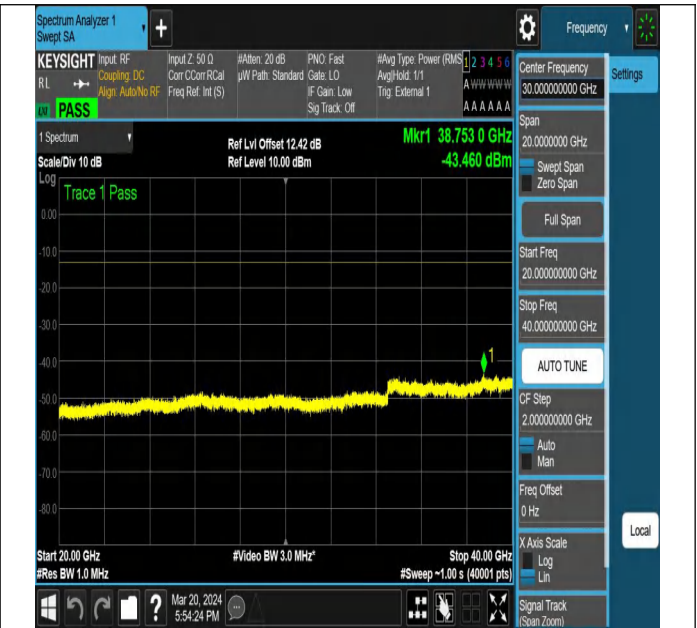 Spectrum Analyzer 1
Swept SA
+
Frequency
KEYSIGHT
Input: RF
Coupling: DC
Align: Auto/No RF
RL
PASS
Input Z: 50 Ω
Corr CCorr RCal
Freq Ref: Int (S)
#Atten: 20 dB
µW Path: Standard
PNO: Fast
Gate: LO
IF Gain: Low
Sig Track: Off
#Avg Type: Power (RMS
Avg|Hold: 1/1
Trig: External 1
1 2 3 4 5 6
A W W W W W
A A A A A A
1 Spectrum
Scale/Div 10 dB
Ref Lvl Offset 12.42 dB
Ref Level 10.00 dBm
Mkr1 38.753 0 GHz
-43.460 dBm
Log
Trace 1 Pass
0.00
-10.0
-20.0
-30.0
-40.0
-50.0
-60.0
-70.0
-80.0
1
Start 20.00 GHz
#Res BW 1.0 MHz
#Video BW 3.0 MHz*
Stop 40.00 GHz
#Sweep ~1.00 s (40001 pts)
Mar 20, 2024
5:54:24 PM
?
Center Frequency
30.000000000 GHz
Settings
Span
20.0000000 GHz
Swept Span
Zero Span
Full Span
Start Freq
20.000000000 GHz
Stop Freq
40.000000000 GHz
AUTO TUNE
CF Step
2.000000000 GHz
Auto
Man
Freq Offset
0 Hz
X Axis Scale
Log
Lin
Local
Signal Track
(Span Zoom)